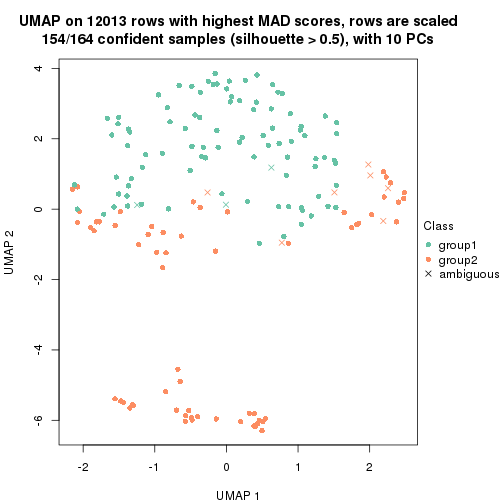 UMAP on 12013 rows with highest MAD scores, rows are scaled
154/164 confident samples (silhouette > 0.5), with 10 PCs
4
2
0
-2
-4
-6
UMAP 2
-2
-1
0
1
2
UMAP 1
Class
group1
group2
ambiguous